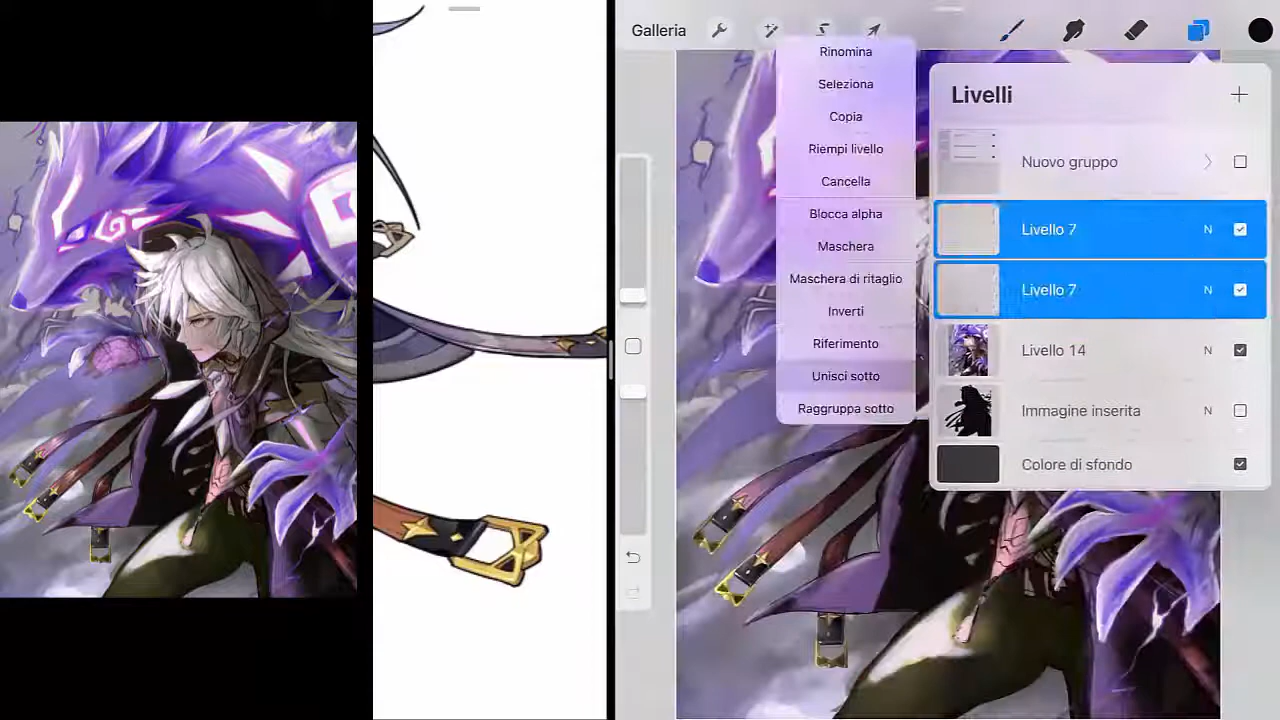 Galleria
Rinomina
Seleziona
Copia
Riempi livello
Cancella
Blocca alpha
Maschera
Maschera di ritaglio
Inverti
Riferimento
Unisci sotto
Raggruppa sotto
Livelli
Nuovo gruppo
Livello 7 N
Livello 7 N
Livello 14 N
Immagine inserita N
Colore di sfondo